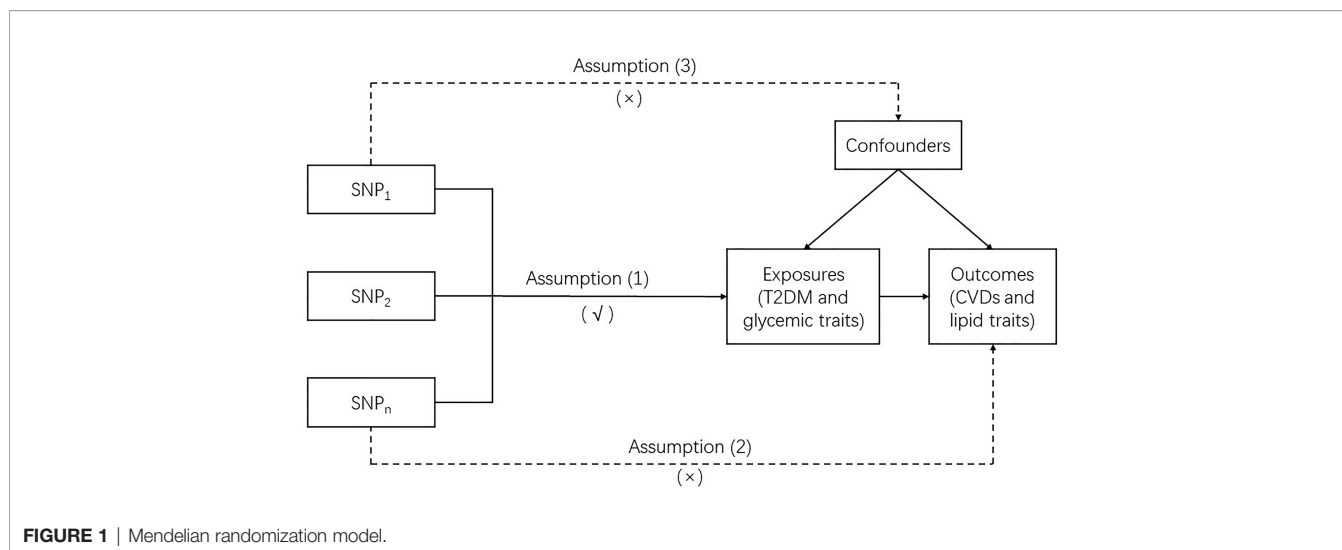 Assumption (3)
(×)
Confounders
SNP₁
Assumption (1)
(√)
SNP₂
Exposures
(T2DM and
glycemic traits)
Outcomes
(CVDs and
lipid traits)
SNPₙ
Assumption (2)
(×)
FIGURE 1 | Mendelian randomization model.